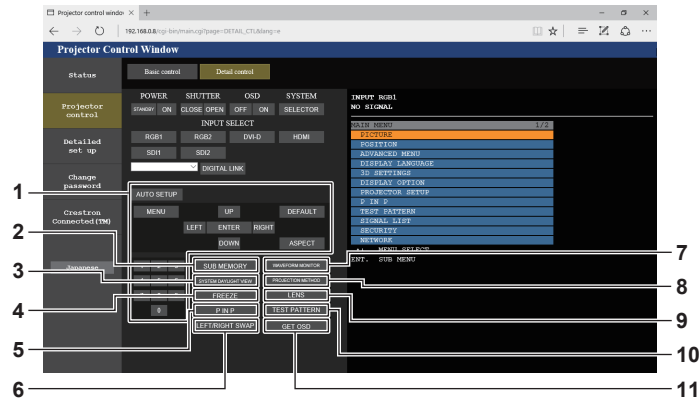 Projector control window
192.168.0.8/cgi-bin/main.cgi?page=DETAIL_CTL&lang=e
Projector Control Window
Status
Projector
control
Detailed
set up
Change
password
Crestron
Connected(TM)
Japanese
Basic control
Detail control
POWER SHUTTER OSD SYSTEM
STANDBY ON CLOSE OPEN OFF ON SELECTOR
INPUT SELECT
RGB1 RGB2 DVI-D HDMI
SDI1 SDI2
DIGITAL LINK
AUTO SETUP
MENU UP DEFAULT
LEFT ENTER RIGHT
DOWN ASPECT
SUB MEMORY WAVEFORM MONITOR
SYSTEM DAYLIGHT VIEW PROJECTION METHOD
FREEZE LENS
0 P IN P TEST PATTERN
LEFT/RIGHT SWAP GET OSD
INPUT RGB1
NO SIGNAL
MAIN MENU 1/2
PICTURE
POSITION
ADVANCED MENU
DISPLAY LANGUAGE
3D SETTINGS
DISPLAY OPTION
PROJECTOR SETUP
P IN P
TEST PATTERN
SIGNAL LIST
SECURITY
NETWORK
MENU SELECT
ENT. SUB MENU
1
2
3
4
5
6
7
8
9
10
11